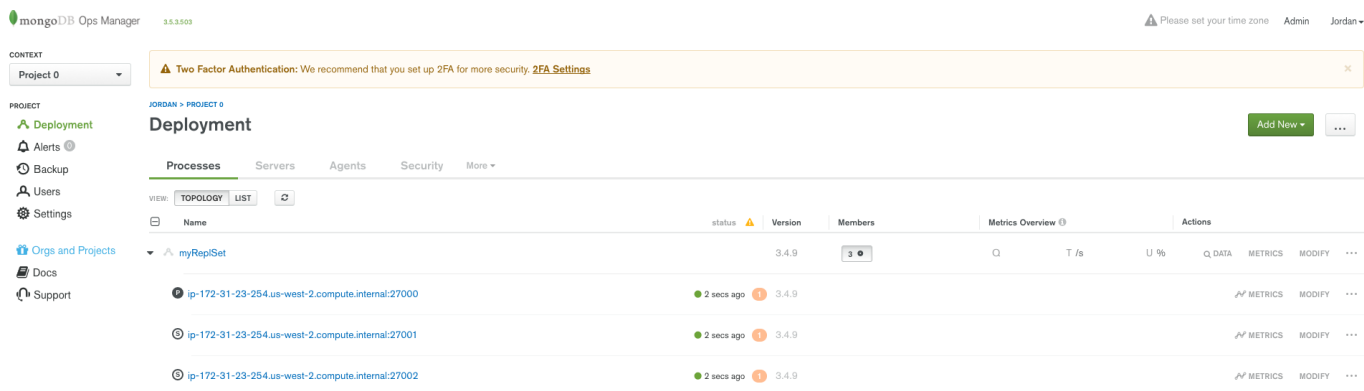 mongoDB Ops Manager 3.5.3.503 Please set your time zone Admin Jordan
CONTEXT
Project 0
Two Factor Authentication: We recommend that you set up 2FA for more security. 2FA Settings ×
PROJECT
Deployment
Alerts 0
Backup
Users
Settings
Orgs and Projects
Docs
Support
JORDAN > PROJECT 0
Deployment
Add New ...
Processes Servers Agents Security More
VIEW: TOPOLOGY LIST
Name status Version Members Metrics Overview Actions
myReplSet 3.4.9 3 Q T /s U % DATA METRICS MODIFY ...
P ip-172-31-23-254.us-west-2.compute.internal:27000 2 secs ago 1 3.4.9 METRICS MODIFY ...
S ip-172-31-23-254.us-west-2.compute.internal:27001 2 secs ago 1 3.4.9 METRICS MODIFY ...
S ip-172-31-23-254.us-west-2.compute.internal:27002 2 secs ago 1 3.4.9 METRICS MODIFY ...